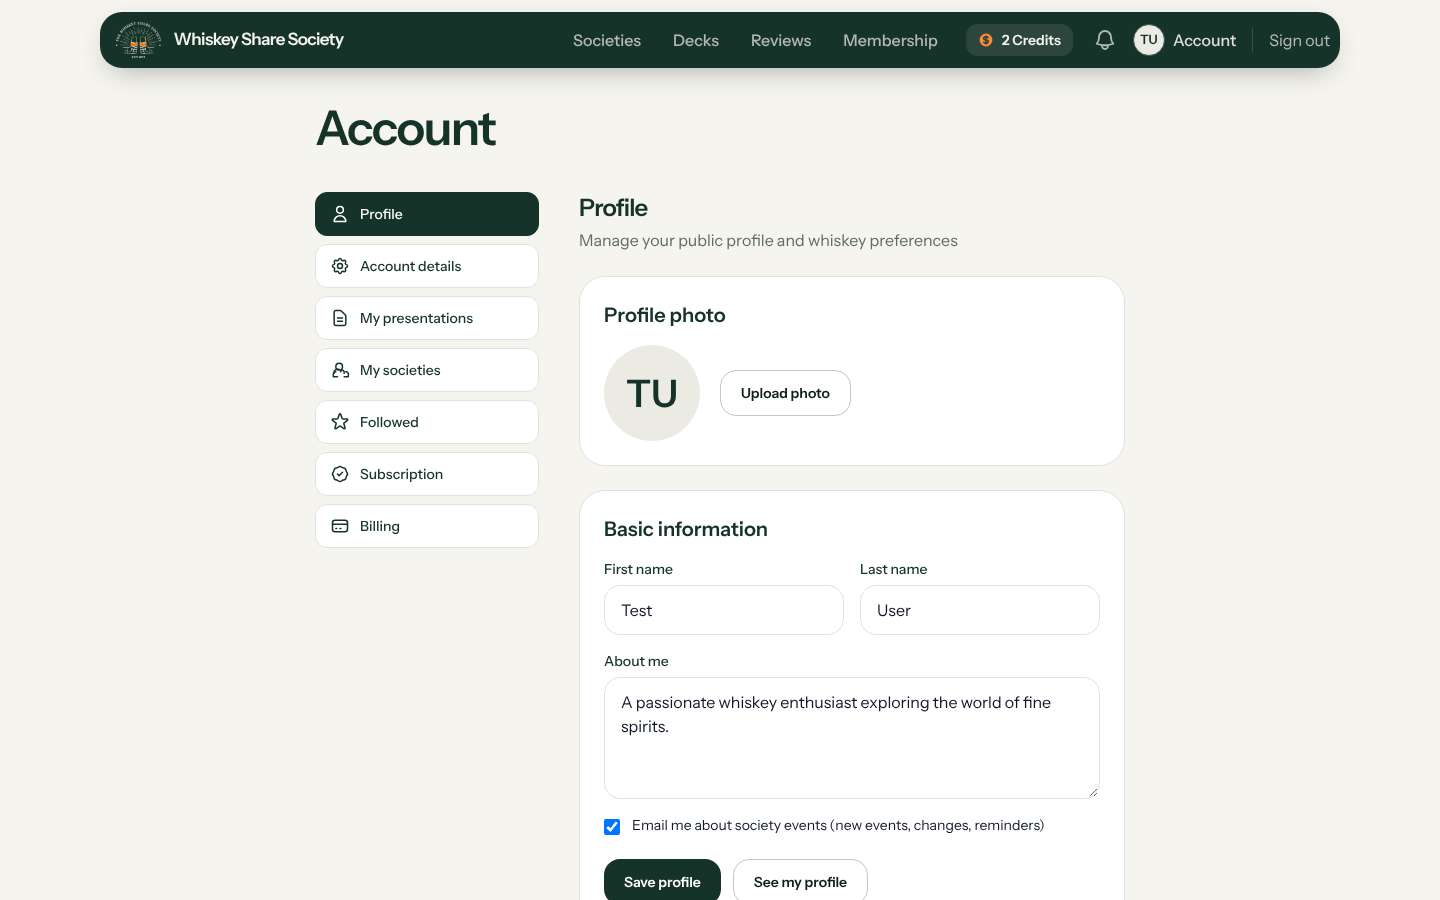 Whiskey Share Society
Societies
Decks
Reviews
Membership
2 Credits
TU
Account
Sign out
Account
Profile
Account details
My presentations
My societies
Followed
Subscription
Billing
Profile
Manage your public profile and whiskey preferences
Profile photo
TU
Upload photo
Basic information
First name
Last name
Test
User
About me
A passionate whiskey enthusiast exploring the world of fine
spirits.
Email me about society events (new events, changes, reminders)
Save profile
See my profile